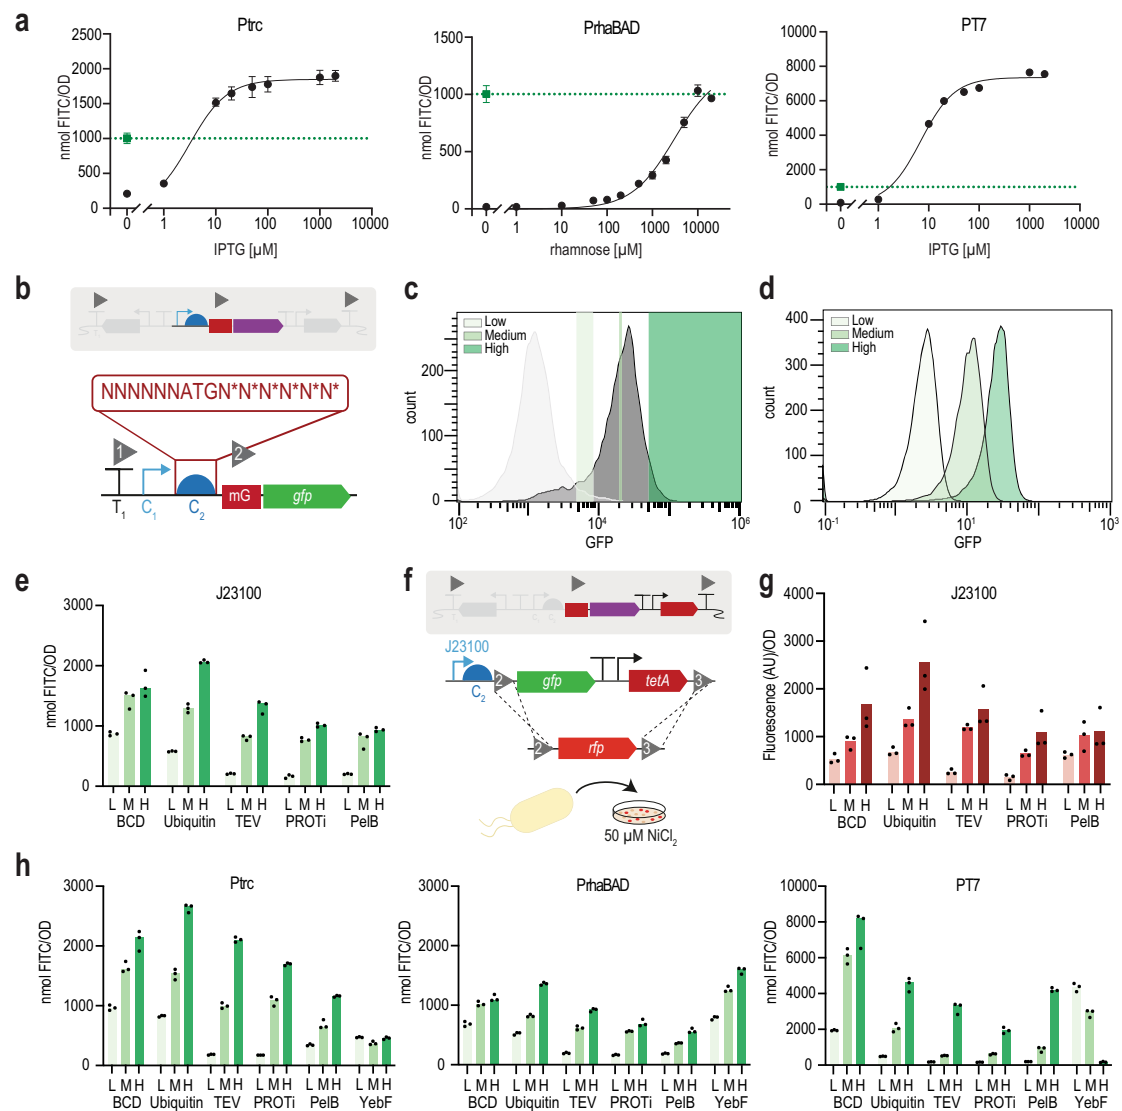 a
Ptrc
nmol FITC/OD
2500
2000
1500
1000
500
0
0 1 10 100 1000 10000
IPTG [µM]
PrhaBAD
nmol FITC/OD
1500
1000
500
0
0 1 10 100 1000 10000
rhamnose [µM]
PT7
nmol FITC/OD
10000
8000
6000
4000
2000
0
0 1 10 100 1000 10000
IPTG [µM]
b
NNNNNNATGN*N*N*N*N*N*
1
2
T1 C1 C2 mG gfp
c
Low
Medium
High
count
200
100
0
10² 10⁴ 10⁶
GFP
d
Low
Medium
High
count
400
300
200
100
0
10⁻¹ 10¹ 10³
GFP
e
J23100
nmol FITC/OD
3000
2000
1000
0
L M H L M H L M H L M H L M H
BCD Ubiquitin TEV PROTi PelB
f
J23100
C2
2 gfp tetA 3
2 rfp 3
50 µM NiCl2
g
J23100
Fluorescence (AU)/OD
4000
3000
2000
1000
0
L M H L M H L M H L M H L M H
BCD Ubiquitin TEV PROTi PelB
h
Ptrc
nmol FITC/OD
3000
2000
1000
0
L M H L M H L M H L M H L M H L M H
BCD Ubiquitin TEV PROTi PelB YebF
PrhaBAD
nmol FITC/OD
3000
2000
1000
0
L M H L M H L M H L M H L M H L M H
BCD Ubiquitin TEV PROTi PelB YebF
PT7
nmol FITC/OD
10000
8000
6000
4000
2000
0
L M H L M H L M H L M H L M H L M H
BCD Ubiquitin TEV PROTi PelB YebF